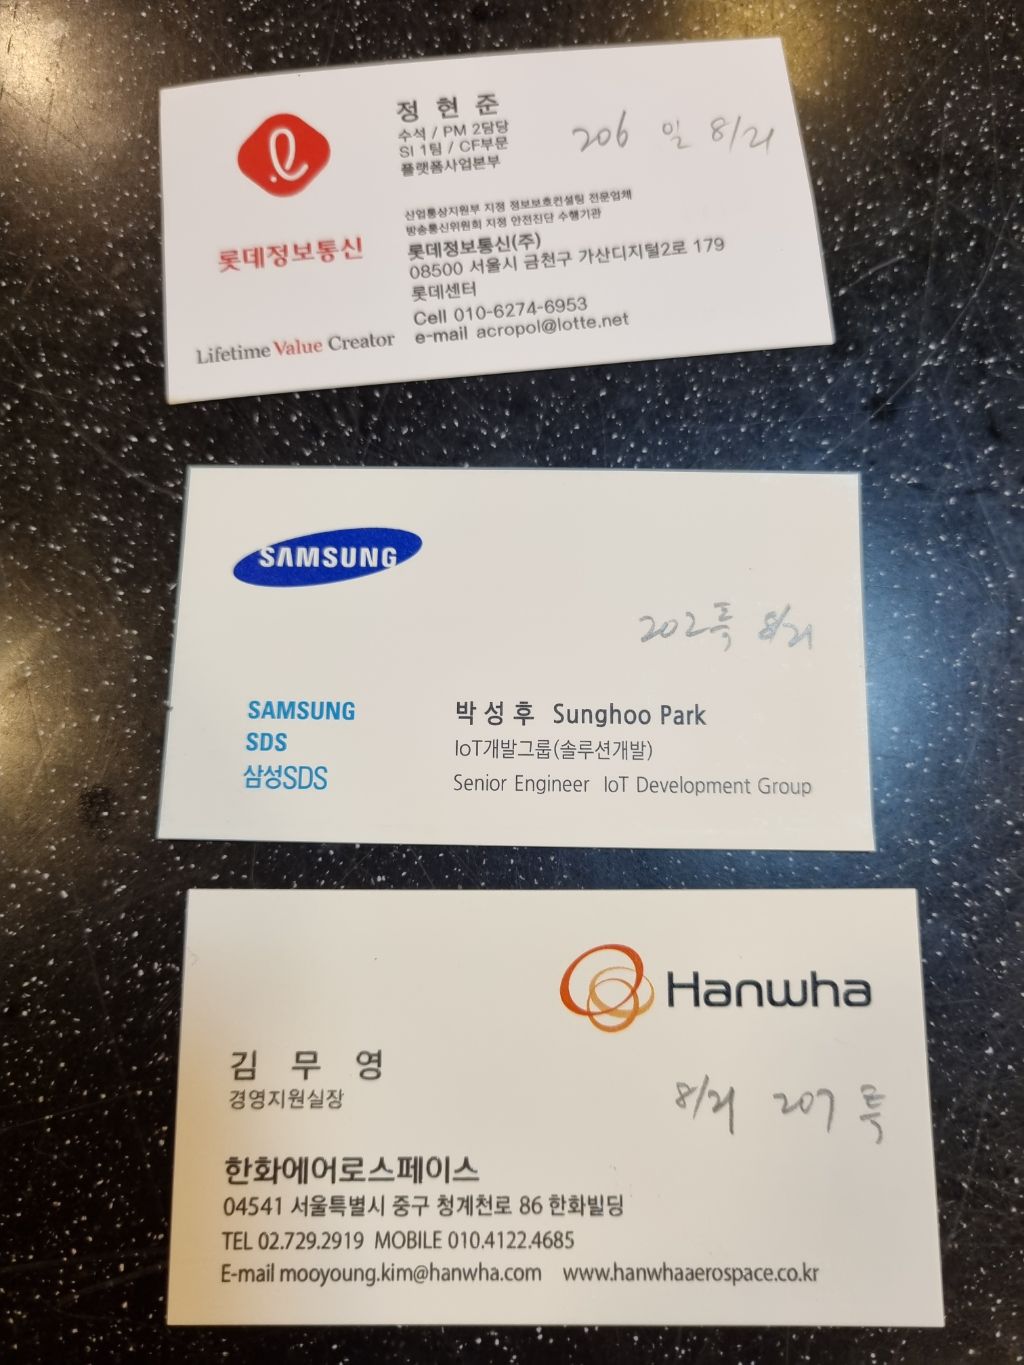 정 현 준
수석 / PM 2담당
SI 1팀 / CF부문
플랫폼사업본부
206 일 8/21
산업통상지원부 지정 정보보호컨설팅 전문업체
방송통신위원회 지정 안전진단 수행기관
롯데정보통신
롯데정보통신(주)
08500 서울시 금천구 가산디지털2로 179
롯데센터
Cell 010-6274-6953
e-mail acropol@lotte.net
Lifetime Value Creator
SAMSUNG
202특 8/21
SAMSUNG
SDS
삼성SDS
박 성 후 Sunghoo Park
IoT개발그룹(솔루션개발)
Senior Engineer IoT Development Group
Hanwha
김 무 영
경영지원실장
8/21 207 특
한화에어로스페이스
04541 서울특별시 중구 청계천로 86 한화빌딩
TEL 02.729.2919 MOBILE 010.4122.4685
E-mail mooyoung.kim@hanwha.com www.hanwhaaerospace.co.kr